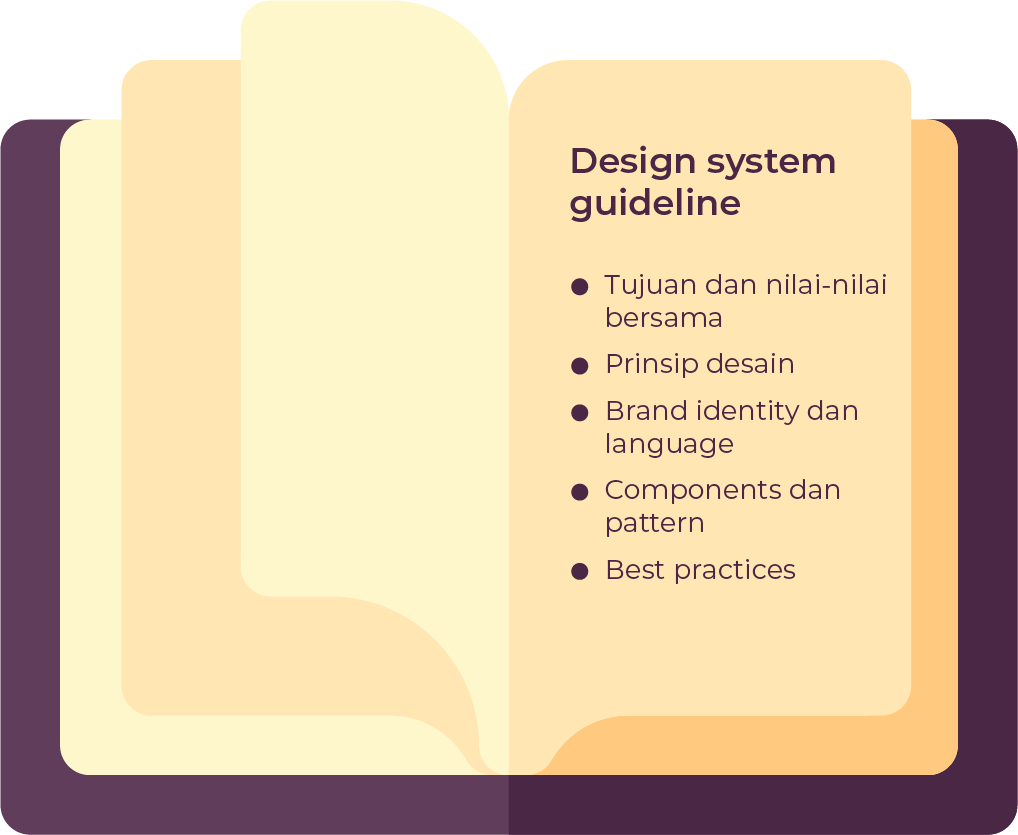 Design system
guideline
● Tujuan dan nilai-nilai
bersama
● Prinsip desain
● Brand identity dan
language
● Components dan
pattern
● Best practices